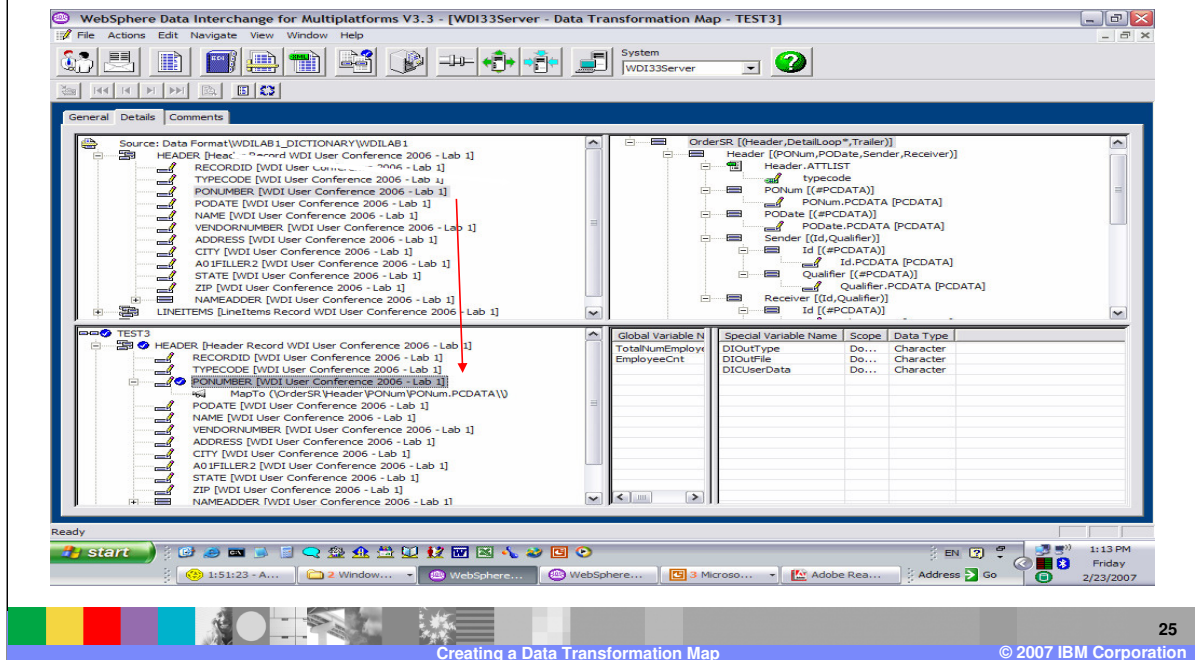 WebSphere Data Interchange for Multiplatforms V3.3 - [WDI33Server - Data Transformation Map - TEST3]
File Actions Edit Navigate View Window Help
System
WDI33Server
General Details Comments
Source: Data Format\WDILAB1_DICTIONARY\WDILAB1
HEADER [Record WDI User Conference 2006 - Lab 1]
RECORDID [WDI User 2006 - Lab 1]
TYPECODE [WDI User Conference 2006 - Lab 1]
PONUMBER [WDI User Conference 2006 - Lab 1]
PODATE [WDI User Conference 2006 - Lab 1]
NAME [WDI User Conference 2006 - Lab 1]
VENDORNUMBER [WDI User Conference 2006 - Lab 1]
ADDRESS [WDI User Conference 2006 - Lab 1]
CITY [WDI User Conference 2006 - Lab 1]
A01FILLER2 [WDI User Conference 2006 - Lab 1]
STATE [WDI User Conference 2006 - Lab 1]
ZIP [WDI User Conference 2006 - Lab 1]
NAMEADDER [WDI User Conference 2006 - Lab 1]
LINEITEMS [LineItems Record WDI User Conference 2006 - Lab 1]
OrderSR [(Header,DetailLoop*,Trailer)]
Header [(PONum,PODate,Sender,Receiver)]
Header.ATTLIST
typecode
PONum [(#PCDATA)]
PONum.PCDATA [PCDATA]
PODate [(#PCDATA)]
PODate.PCDATA [PCDATA]
Sender [(Id,Qualifier)]
Id [(#PCDATA)]
Id.PCDATA [PCDATA]
Qualifier [(#PCDATA)]
Qualifier.PCDATA [PCDATA]
Receiver [(Id,Qualifier)]
Id [(#PCDATA)]
TEST3
HEADER [Header Record WDI User Conference 2006 - Lab 1]
RECORDID [WDI User Conference 2006 - Lab 1]
TYPECODE [WDI User Conference 2006 - Lab 1]
PONUMBER [WDI User Conference 2006 - Lab 1]
MapTo (\OrderSR\Header\PONum\PONum.PCDATA\\)
PODATE [WDI User Conference 2006 - Lab 1]
NAME [WDI User Conference 2006 - Lab 1]
VENDORNUMBER [WDI User Conference 2006 - Lab 1]
ADDRESS [WDI User Conference 2006 - Lab 1]
CITY [WDI User Conference 2006 - Lab 1]
A01FILLER2 [WDI User Conference 2006 - Lab 1]
STATE [WDI User Conference 2006 - Lab 1]
ZIP [WDI User Conference 2006 - Lab 1]
NAMEADDER [WDI User Conference 2006 - Lab 1]
Global Variable N
TotalNumEmploye
EmployeeCnt
Special Variable Name Scope Data Type
DIOutType Do... Character
DIOutFile Do... Character
DICUserData Do... Character
Ready
start
EN
1:13 PM
1:51:23 - A... 2 Window... WebSphere... WebSphere... 3 Microso... Adobe Rea... Address Go
Friday
2/23/2007
25
Creating a Data Transformation Map
© 2007 IBM Corporation